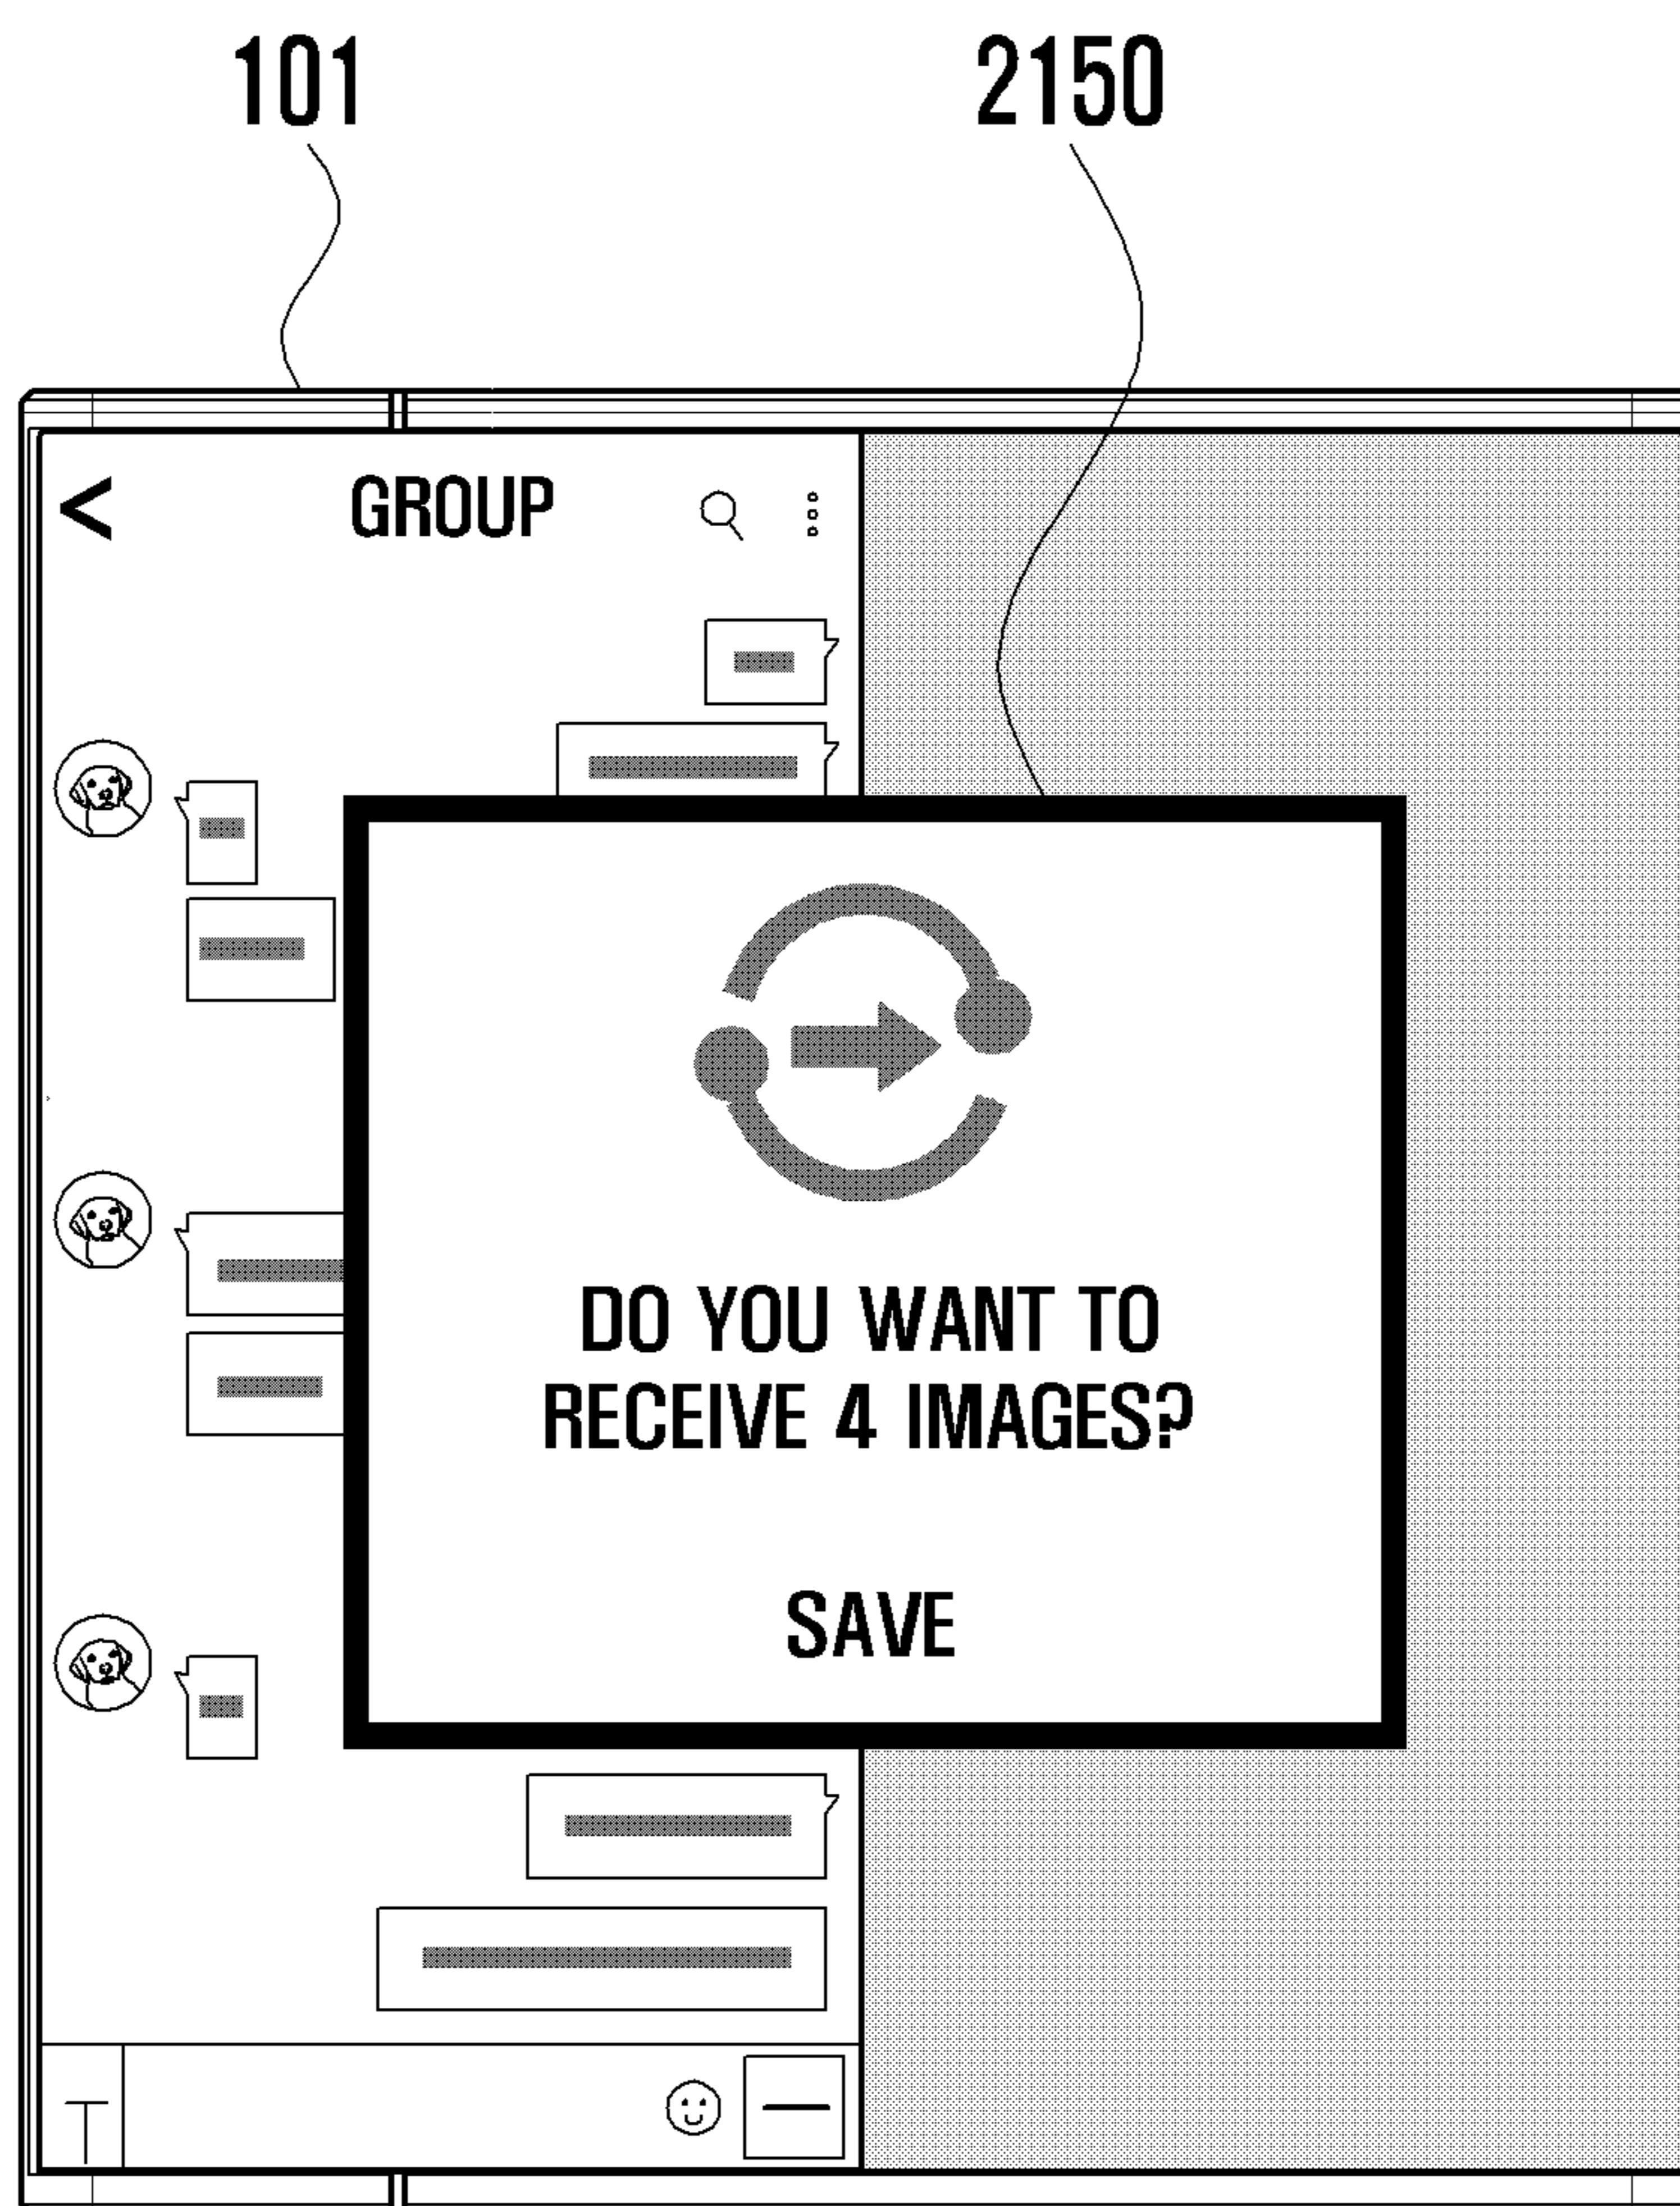 101
2150
< GROUP
DO YOU WANT TO
RECEIVE 4 IMAGES?
SAVE
T